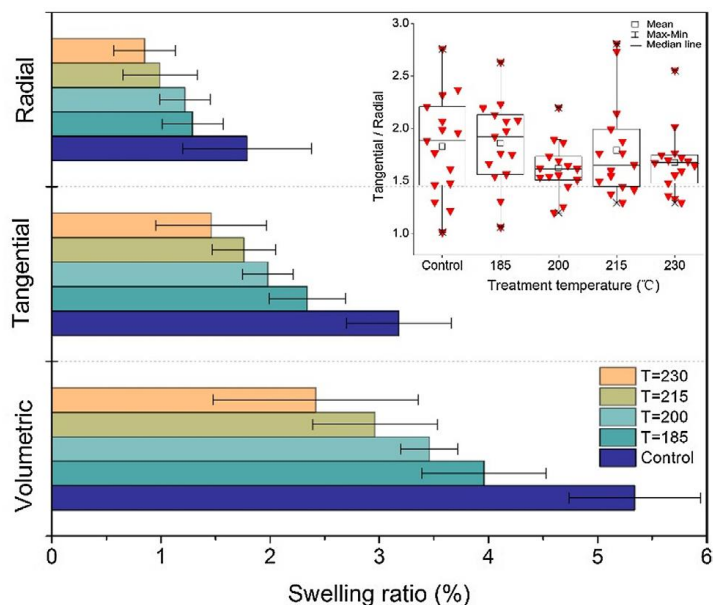 Radial
Tangential
Volumetric
0
1
2
3
4
5
6
Swelling ratio (%)
T=230
T=215
T=200
T=185
Control
Tangential / Radial
3.0
2.5
2.0
1.5
1.0
Mean
Max-Min
Median line
Control
185
200
215
230
Treatment temperature (℃)